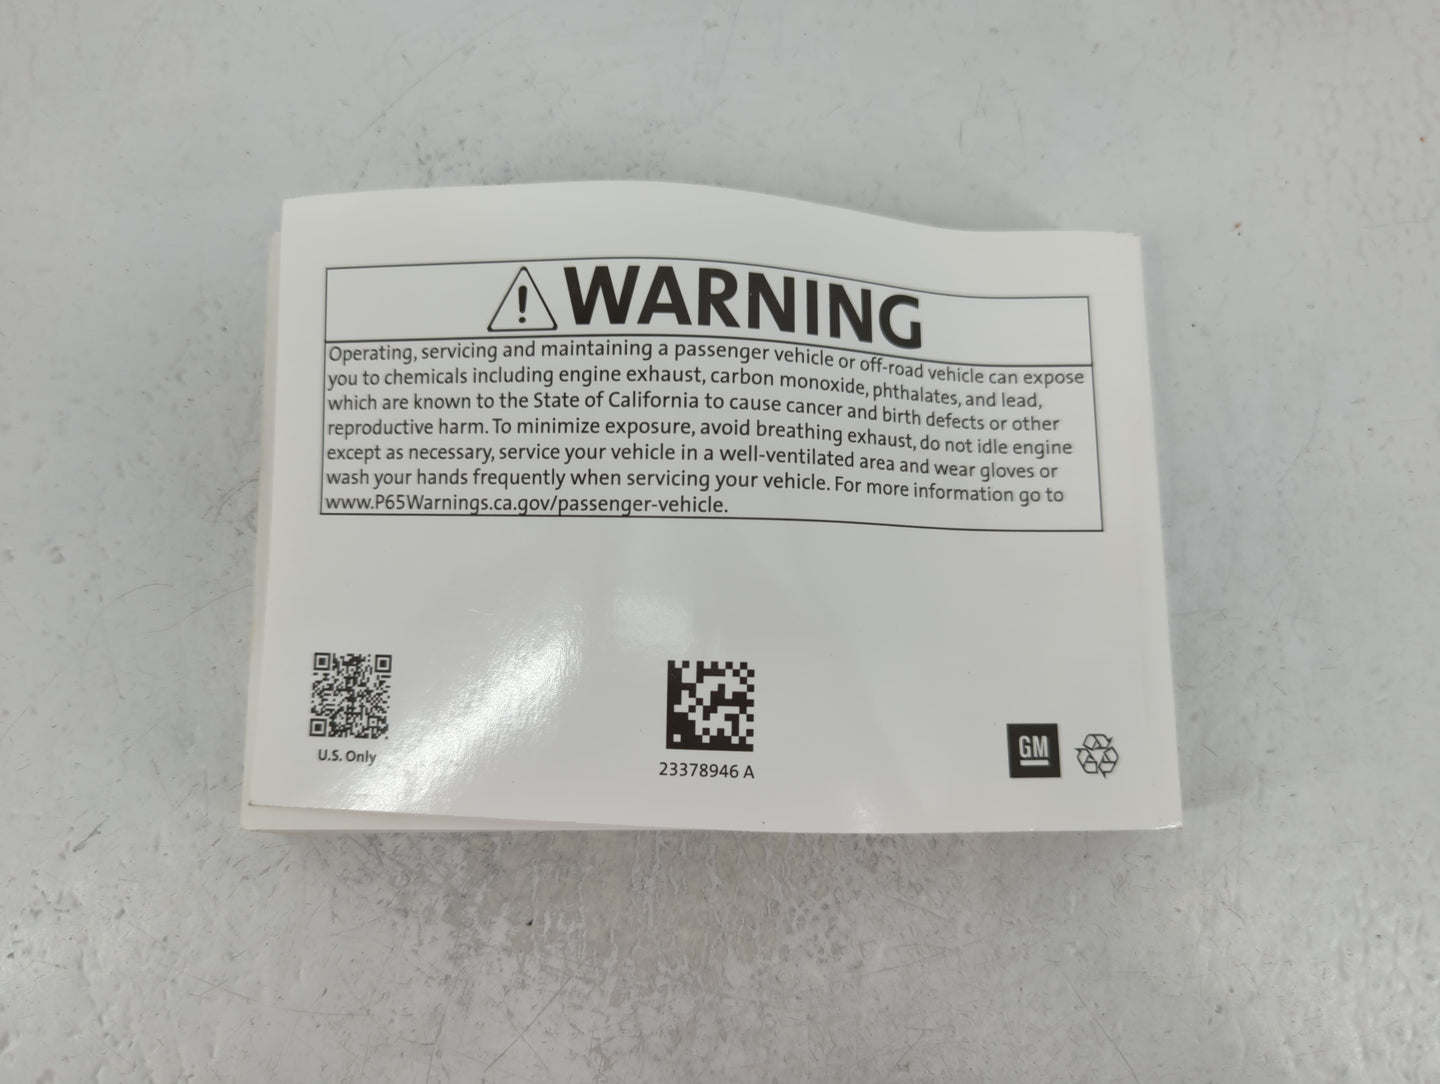 WARNING
Operating, servicing and maintaining a passenger vehicle or off-road vehicle can expose
you to chemicals including engine exhaust, carbon monoxide, phthalates, and lead,
which are known to the State of California to cause cancer and birth defects or other
reproductive harm. To minimize exposure, avoid breathing exhaust, do not idle engine
except as necessary, service your vehicle in a well-ventilated area and wear gloves or
wash your hands frequently when servicing your vehicle. For more information go to
www.P65Warnings.ca.gov/passenger-vehicle.
U.S. Only
23378946 A
GM